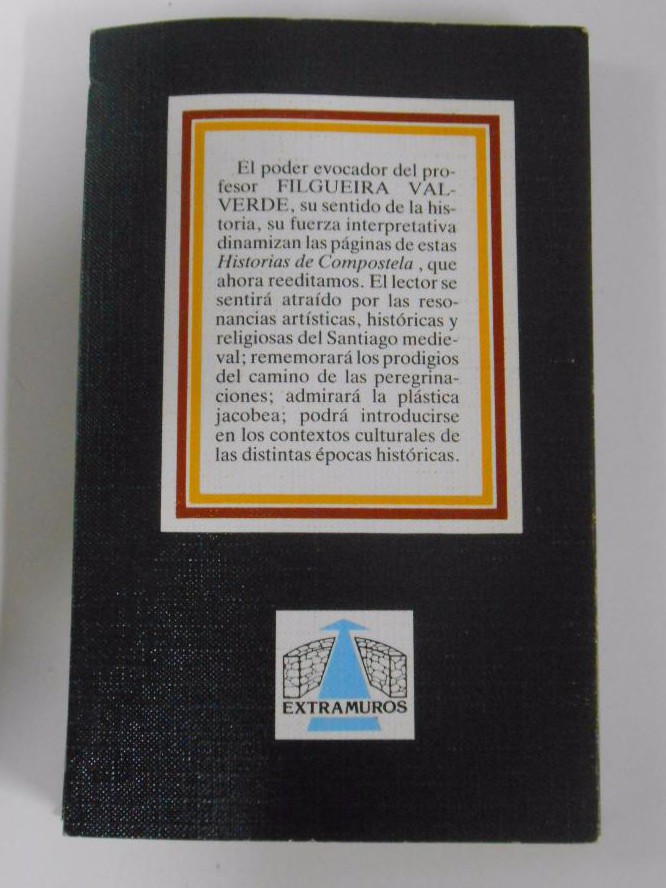 El poder evocador del pro-
fesor FILGUEIRA VAL-
VERDE, su sentido de la his-
toria, su fuerza interpretativa
dinamizan las páginas de estas
Historias de Compostela , que
ahora reeditamos. El lector se
sentirá atraído por las reso-
nancias artísticas, históricas y
religiosas del Santiago medie-
val; rememorará los prodigios
del camino de las peregrina-
ciones; admirará la plástica
jacobea; podrá introducirse
en los contextos culturales de
las distintas épocas históricas.
EXTRAMUROS